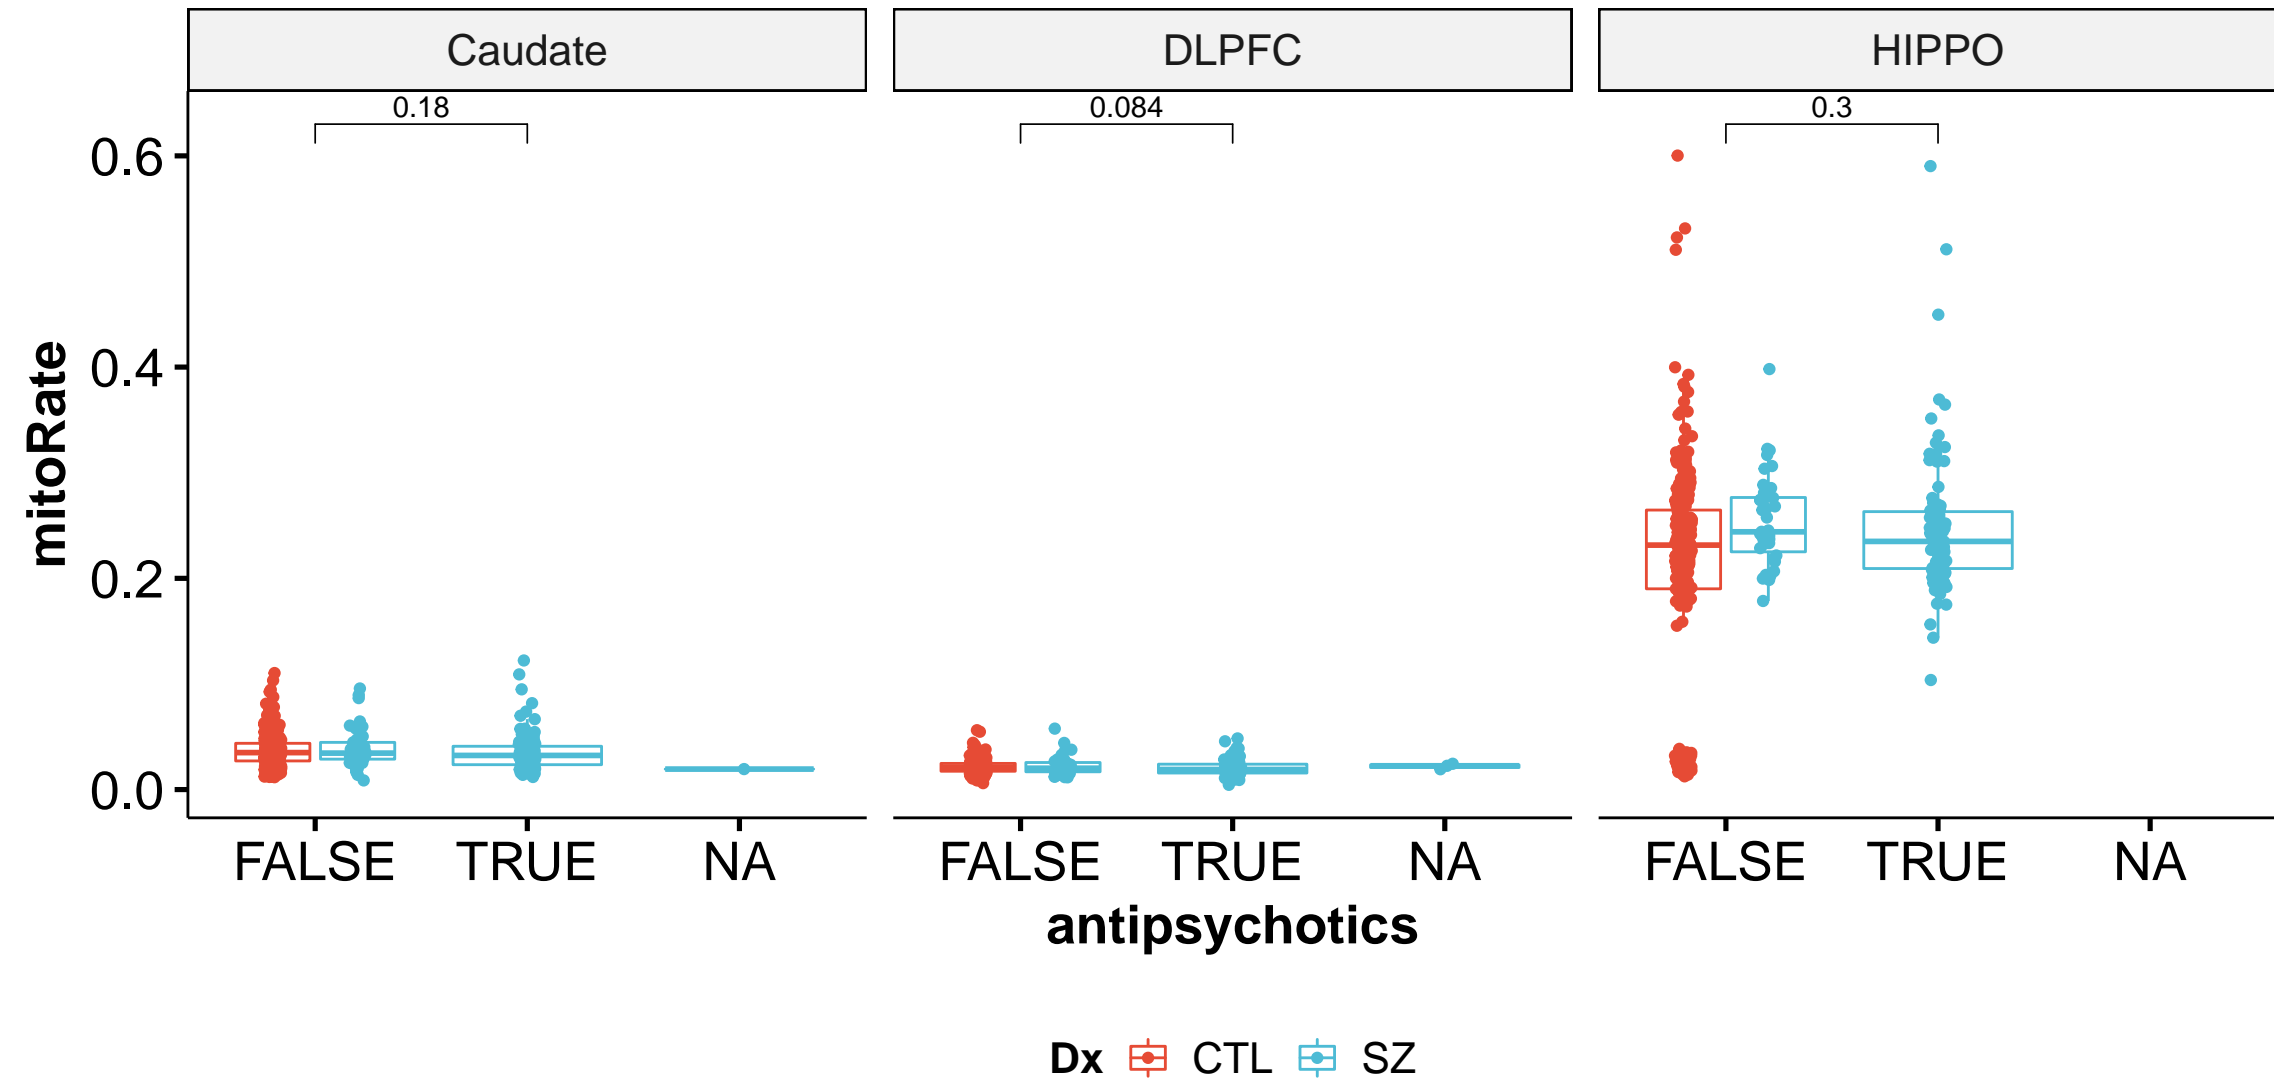 Caudate DLPFC HIPPO
0.18 0.084 0.3
0.6
0.4
0.2
0.0
mitoRate
FALSE TRUE NA FALSE TRUE NA FALSE TRUE NA
antipsychotics
Dx CTL SZ